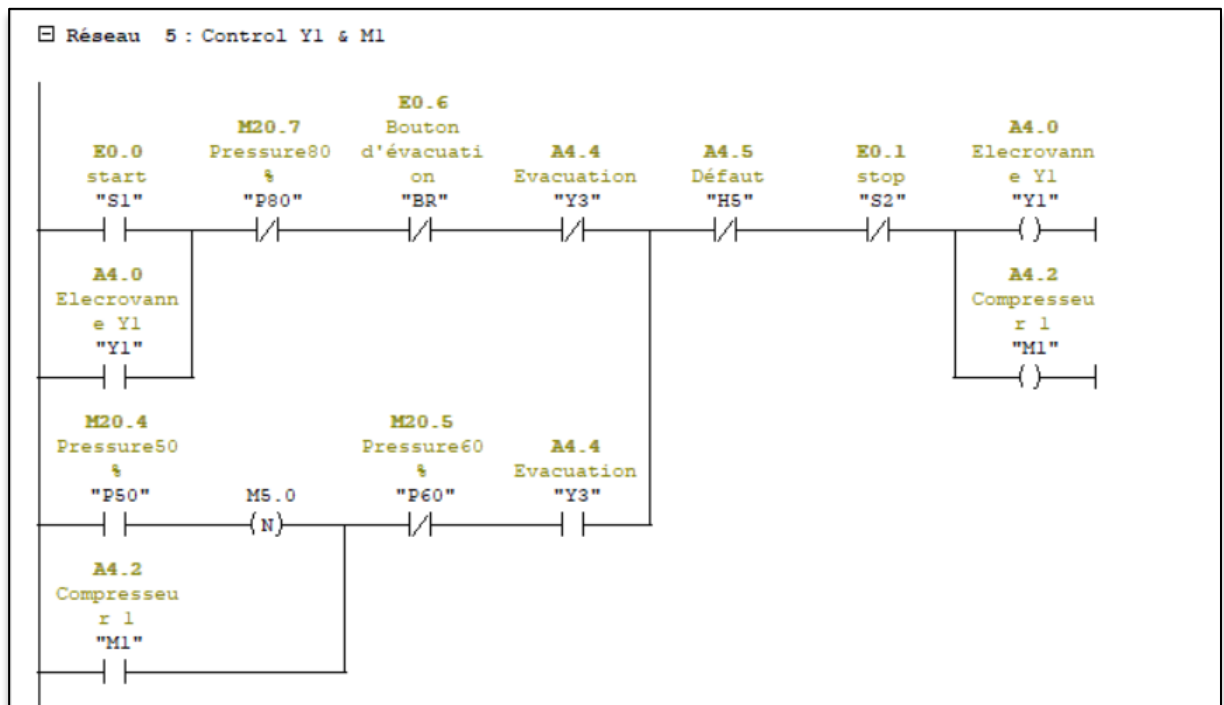 Réseau 5 : Control Y1 & M1
E0.6
M20.7 Bouton A4.0
E0.0 Pressure80 d'évacuati A4.4 A4.5 E0.1 Elecrovann
start % on Evacuation Défaut stop e Y1
"S1" "P80" "BR" "Y3" "H5" "S2" "Y1"
A4.0 A4.2
Elecrovann Compresseu
e Y1 r 1
"Y1" "M1"
M20.4 M20.5
Pressure50 Pressure60 A4.4
% % Evacuation
"P50" M5.0 "P60" "Y3"
N
A4.2
Compresseu
r 1
"M1"